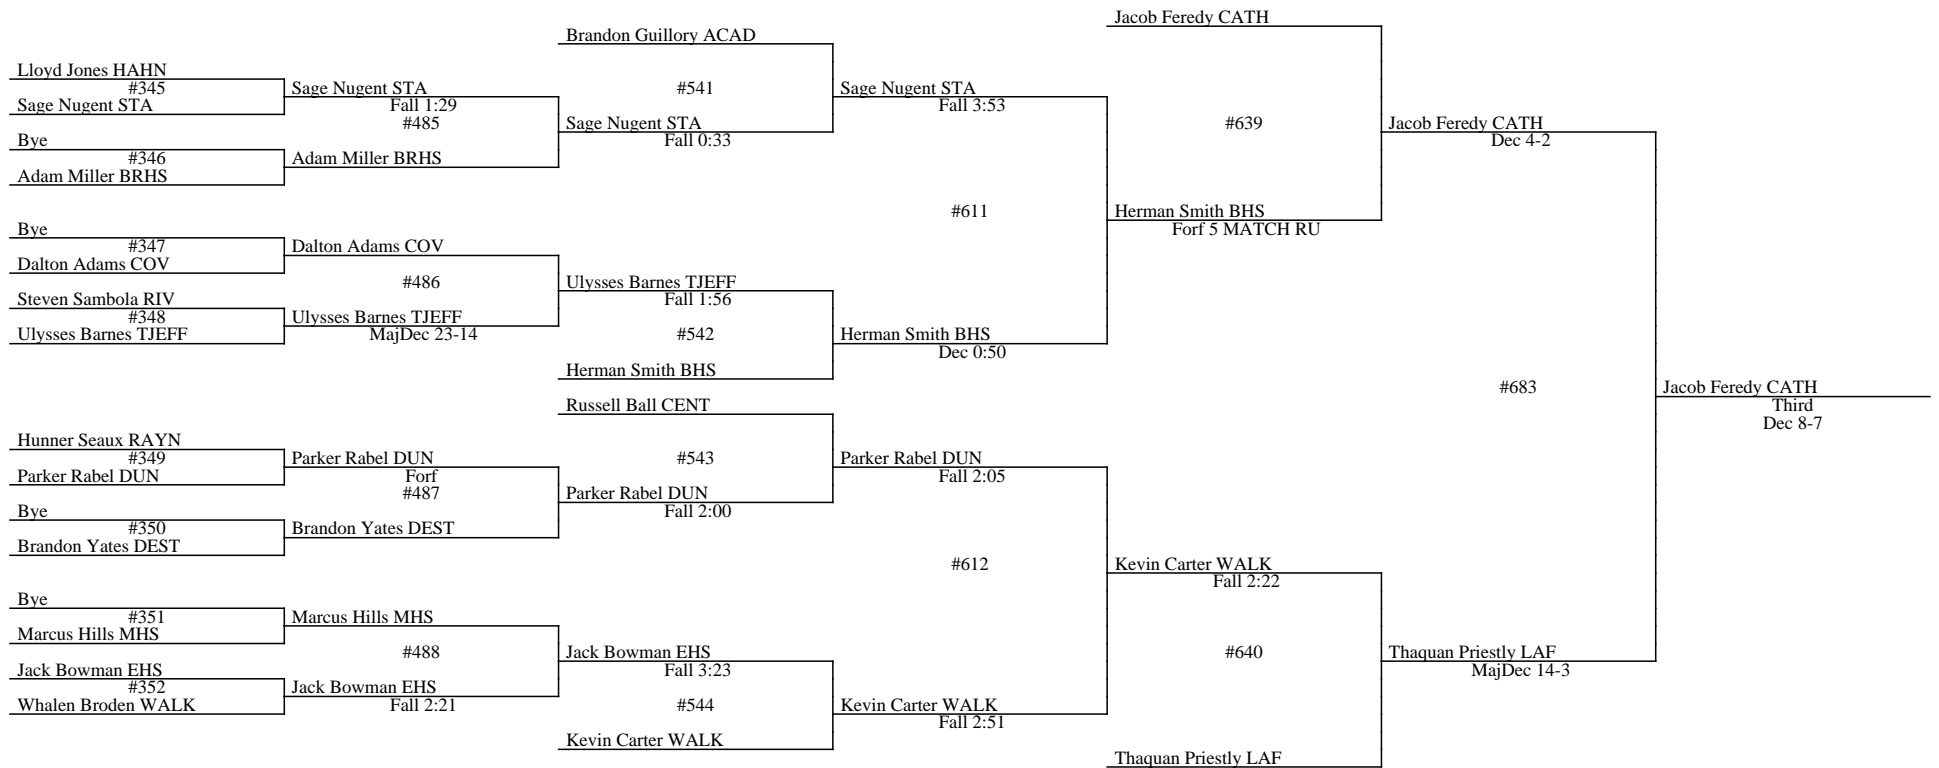 Jacob Feredy CATH
Brandon Guillory ACAD
Lloyd Jones HAHN
#345
Sage Nugent STA
Sage Nugent STA
Fall 1:29
#541
Sage Nugent STA
Fall 3:53
#485
Sage Nugent STA
Fall 0:33
#639
Jacob Feredy CATH
Dec 4-2
Bye
#346
Adam Miller BRHS
Adam Miller BRHS
#611
Herman Smith BHS
Forf 5 MATCH RU
Bye
#347
Dalton Adams COV
Dalton Adams COV
#486
Ulysses Barnes TJEFF
Fall 1:56
Steven Sambola RIV
#348
Ulysses Barnes TJEFF
Ulysses Barnes TJEFF
MajDec 23-14
#542
Herman Smith BHS
Dec 0:50
Herman Smith BHS
#683
Jacob Feredy CATH
Third
Dec 8-7
Russell Ball CENT
Hunner Seaux RAYN
#349
Parker Rabel DUN
Parker Rabel DUN
Forf
#543
Parker Rabel DUN
Fall 2:05
#487
Parker Rabel DUN
Fall 2:00
Bye
#350
Brandon Yates DEST
Brandon Yates DEST
#612
Kevin Carter WALK
Fall 2:22
Bye
#351
Marcus Hills MHS
Marcus Hills MHS
#488
Jack Bowman EHS
Fall 3:23
#640
Thaquan Priestly LAF
MajDec 14-3
Jack Bowman EHS
#352
Whalen Broden WALK
Jack Bowman EHS
Fall 2:21
#544
Kevin Carter WALK
Fall 2:51
Kevin Carter WALK
Thaquan Priestly LAF